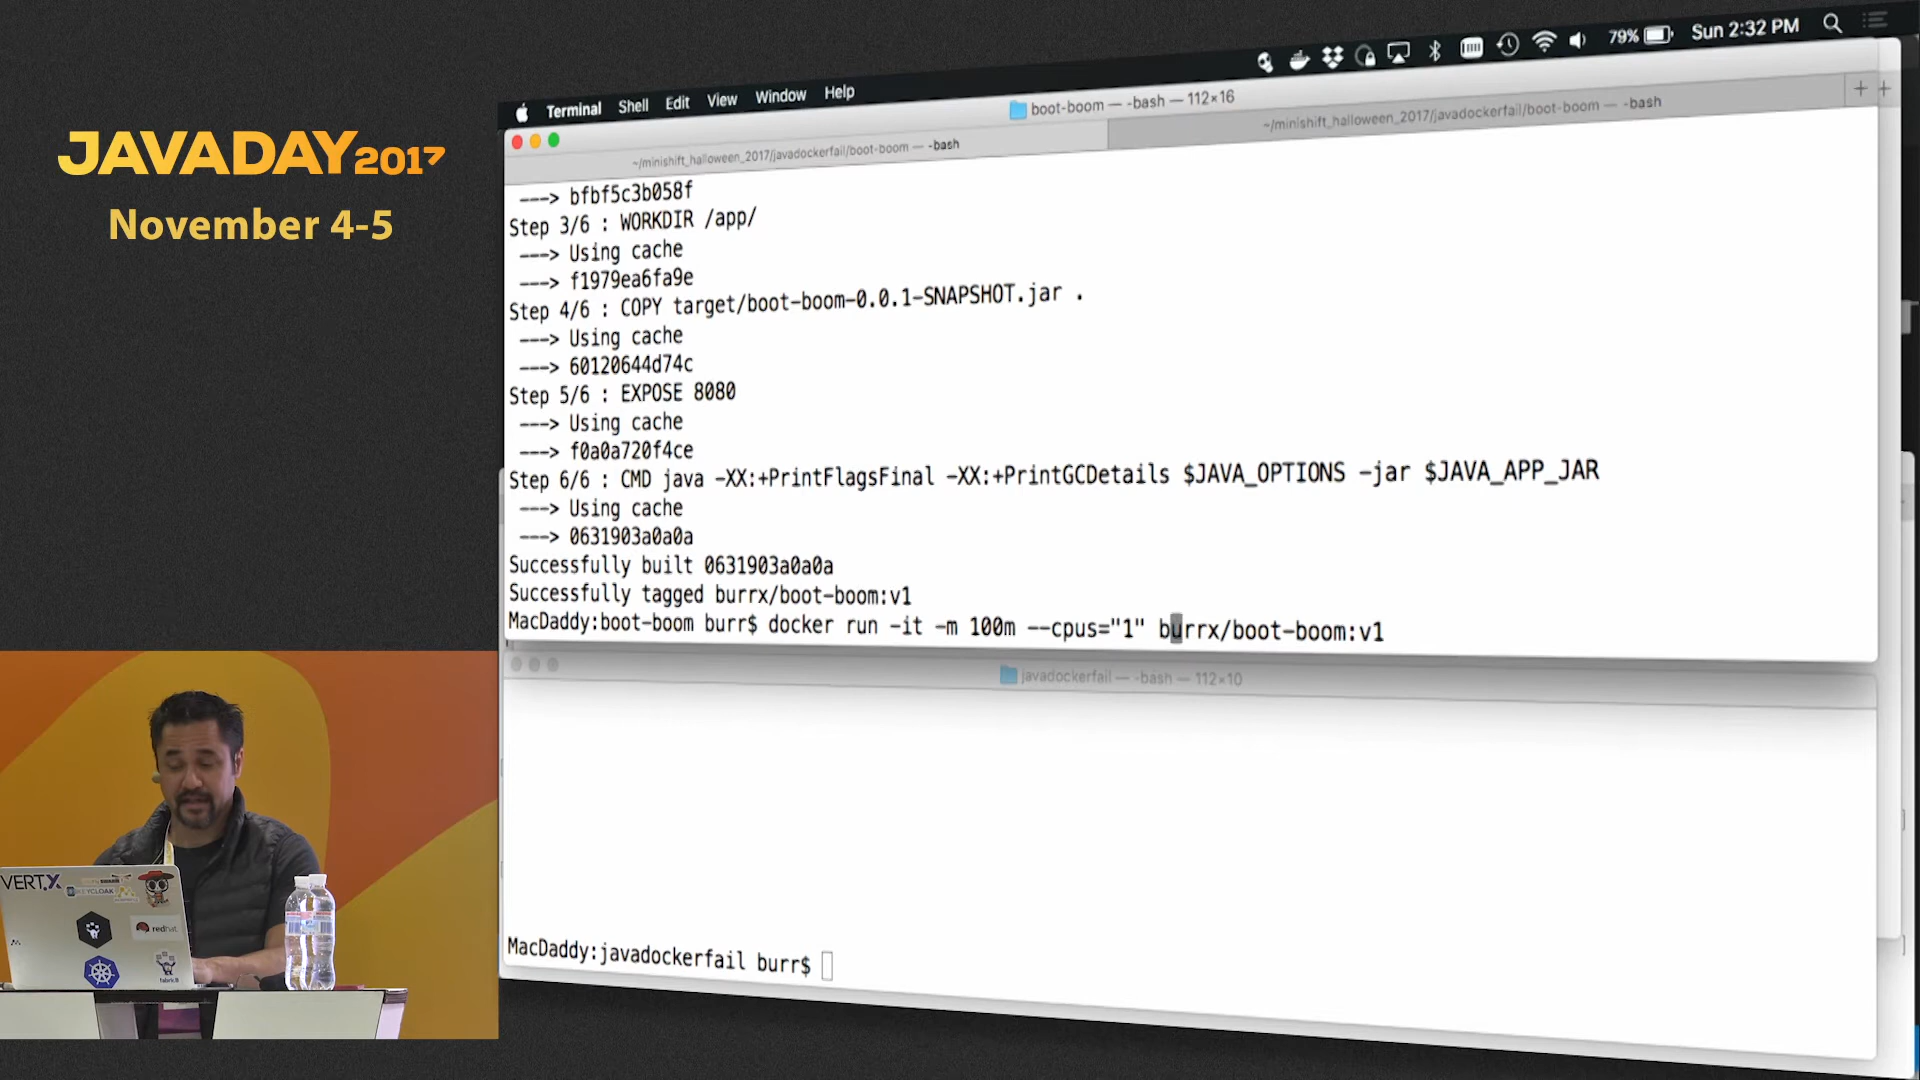 JAVADAY2017
November 4-5
Terminal Shell Edit View Window Help
79% Sun 2:32 PM
boot-boom — -bash — 112×16
~/minishift_halloween_2017/javadockerfail/boot-boom — -bash
~/minishift_halloween_2017/javadockerfail/boot-boom — -bash
---> bfbf5c3b058f
Step 3/6 : WORKDIR /app/
---> Using cache
---> f1979ea6fa9e
Step 4/6 : COPY target/boot-boom-0.0.1-SNAPSHOT.jar .
---> Using cache
---> 60120644d74c
Step 5/6 : EXPOSE 8080
---> Using cache
---> f0a0a720f4ce
Step 6/6 : CMD java -XX:+PrintFlagsFinal -XX:+PrintGCDetails $JAVA_OPTIONS -jar $JAVA_APP_JAR
---> Using cache
---> 0631903a0a0a
Successfully built 0631903a0a0a
Successfully tagged burrx/boot-boom:v1
MacDaddy:boot-boom burr$ docker run -it -m 100m --cpus="1" burrx/boot-boom:v1
javadockerfail — -bash — 112×10
MacDaddy:javadockerfail burr$
VERT.X
KEYCLOAK
redhat
fabric8